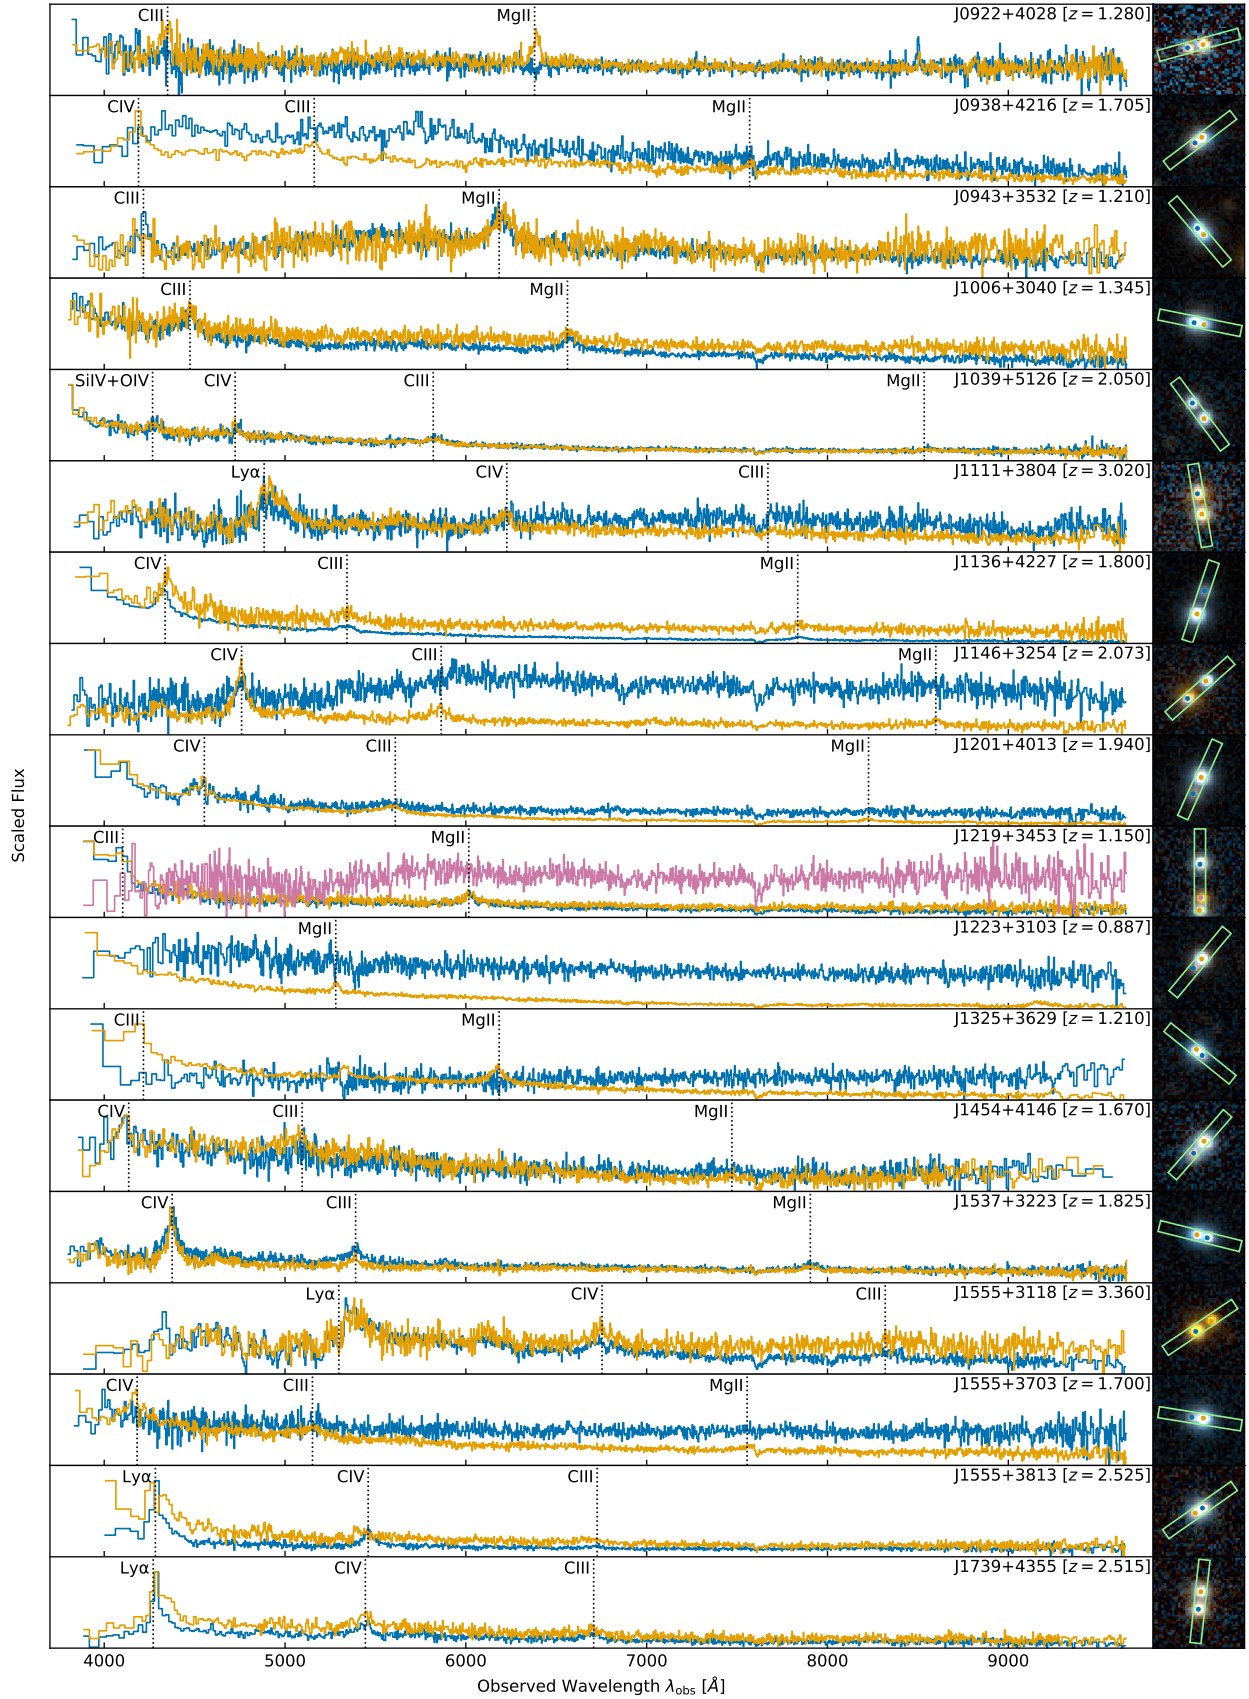 CIII MgII J0922+4028 [z = 1.280]
CIV CIII MgII J0938+4216 [z = 1.705]
CIII MgII J0943+3532 [z = 1.210]
CIII MgII J1006+3040 [z = 1.345]
SiIV+OIV CIV CIII MgII J1039+5126 [z = 2.050]
Lyα CIV CIII J1111+3804 [z = 3.020]
CIV CIII MgII J1136+4227 [z = 1.800]
CIV CIII MgII J1146+3254 [z = 2.073]
CIV CIII MgII J1201+4013 [z = 1.940]
CIII MgII J1219+3453 [z = 1.150]
MgII J1223+3103 [z = 0.887]
CIII MgII J1325+3629 [z = 1.210]
CIV CIII MgII J1454+4146 [z = 1.670]
CIV CIII MgII J1537+3223 [z = 1.825]
Lyα CIV CIII J1555+3118 [z = 3.360]
CIV CIII MgII J1555+3703 [z = 1.700]
Lyα CIV CIII J1555+3813 [z = 2.525]
Lyα CIV CIII J1739+4355 [z = 2.515]
Scaled Flux
4000 5000 6000 7000 8000 9000
Observed Wavelength λobs [Å]